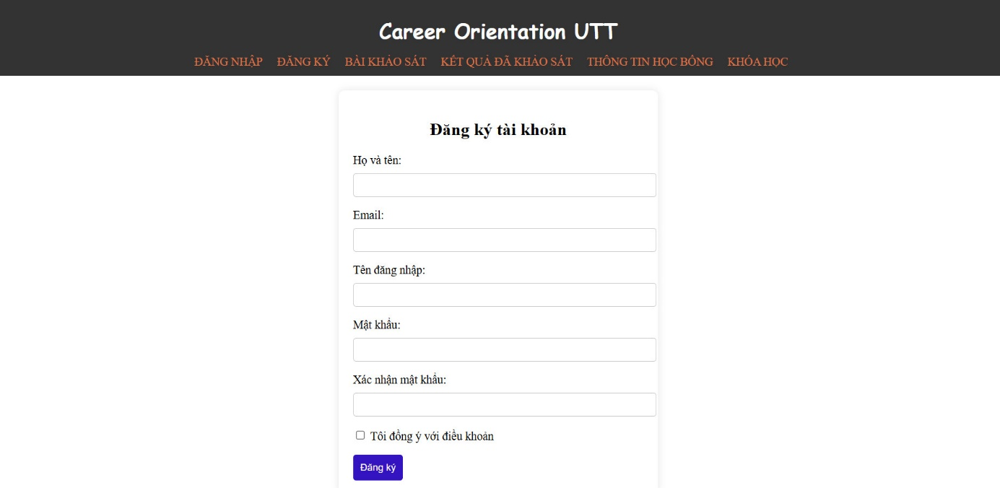 Career Orientation UTT
ĐĂNG NHẬP ĐĂNG KÝ BÀI KHẢO SÁT KẾT QUẢ ĐÃ KHẢO SÁT THÔNG TIN HỌC BỔNG KHÓA HỌC
Đăng ký tài khoản
Họ và tên:
Email:
Tên đăng nhập:
Mật khẩu:
Xác nhận mật khẩu:
Tôi đồng ý với điều khoản
Đăng ký